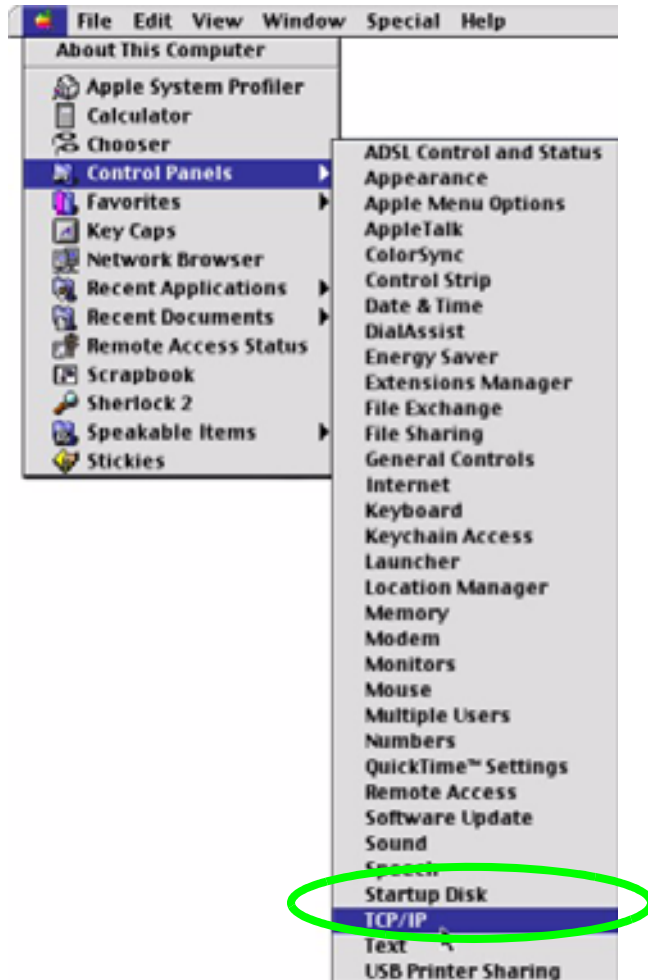 File Edit View Window Special Help
About This Computer
Apple System Profiler
Calculator
Chooser
Control Panels
Favorites
Key Caps
Network Browser
Recent Applications
Recent Documents
Remote Access Status
Scrapbook
Sherlock 2
Speakable Items
Stickies
ADSL Control and Status
Appearance
Apple Menu Options
AppleTalk
ColorSync
Control Strip
Date & Time
DialAssist
Energy Saver
Extensions Manager
File Exchange
File Sharing
General Controls
Internet
Keyboard
Keychain Access
Launcher
Location Manager
Memory
Modem
Monitors
Mouse
Multiple Users
Numbers
QuickTime™ Settings
Remote Access
Software Update
Sound
Speech
Startup Disk
TCP/IP
Text
USB Printer Sharing